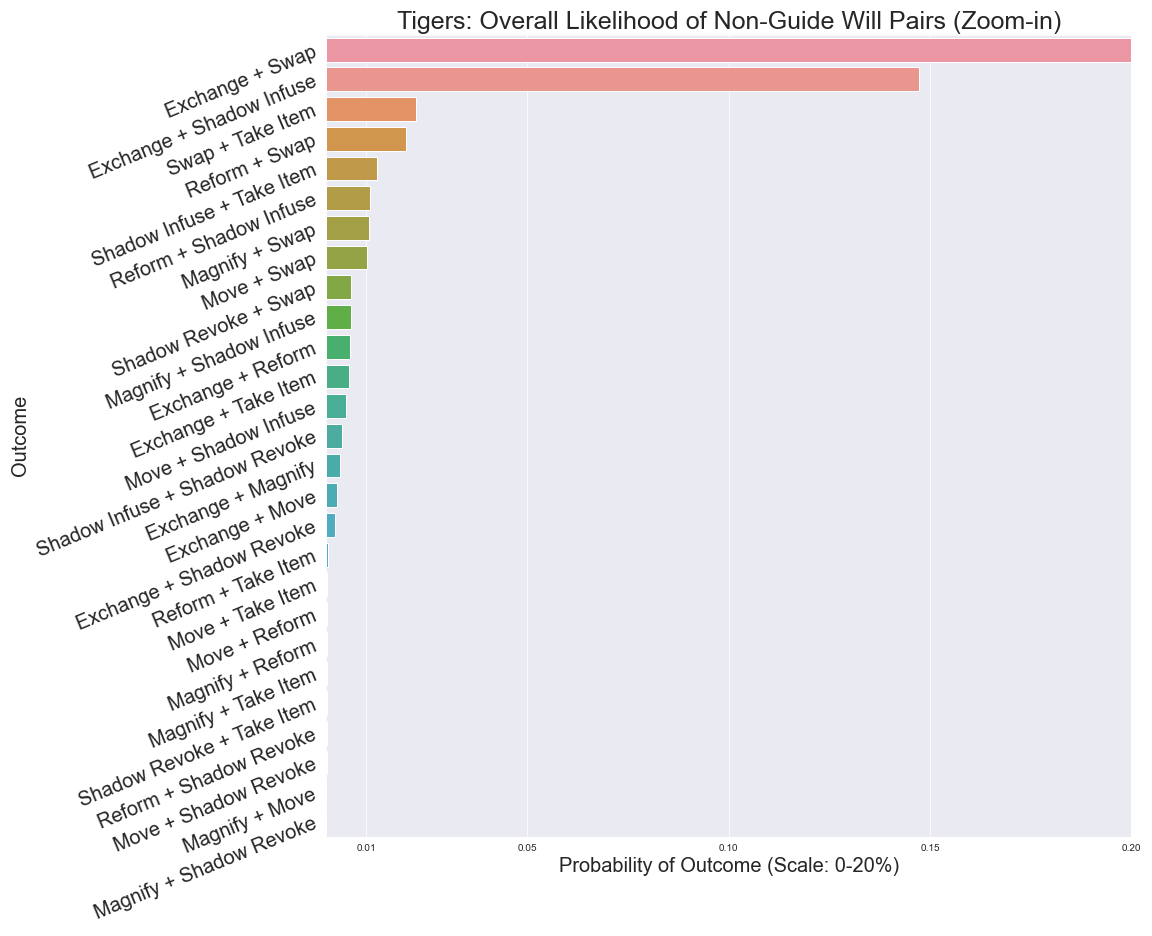 Tigers: Overall Likelihood of Non-Guide Will Pairs (Zoom-in)
Exchange + Swap
Exchange + Shadow Infuse
Swap + Take Item
Reform + Swap
Shadow Infuse + Take Item
Reform + Shadow Infuse
Magnify + Swap
Move + Swap
Shadow Revoke + Swap
Magnify + Shadow Infuse
Exchange + Reform
Exchange + Take Item
Move + Shadow Infuse
Shadow Infuse + Shadow Revoke
Exchange + Magnify
Exchange + Move
Exchange + Shadow Revoke
Reform + Take Item
Move + Take Item
Move + Reform
Magnify + Reform
Magnify + Take Item
Shadow Revoke + Take Item
Reform + Shadow Revoke
Move + Shadow Revoke
Magnify + Move
Magnify + Shadow Revoke
Outcome
0.01 0.05 0.10 0.15 0.20
Probability of Outcome (Scale: 0-20%)